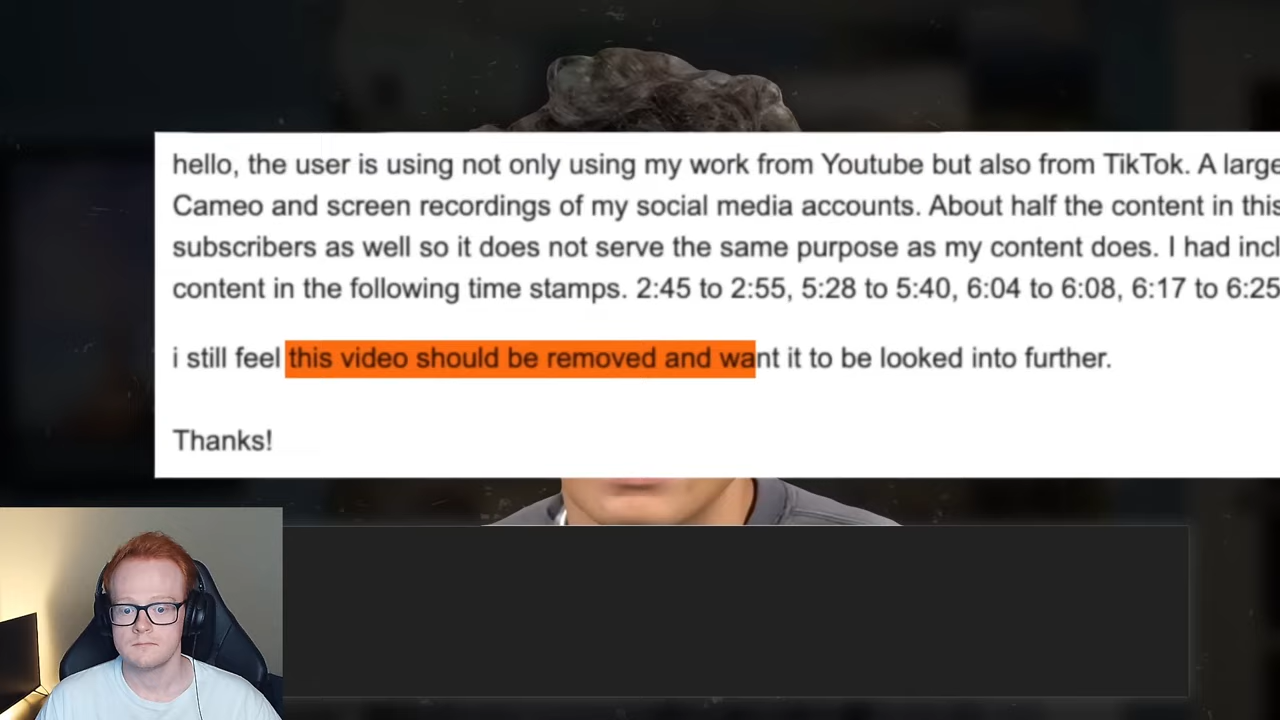 hello, the user is using not only using my work from Youtube but also from TikTok. A large
Cameo and screen recordings of my social media accounts. About half the content in this
subscribers as well so it does not serve the same purpose as my content does. I had incl
content in the following time stamps. 2:45 to 2:55, 5:28 to 5:40, 6:04 to 6:08, 6:17 to 6:25
i still feel this video should be removed and want it to be looked into further.
Thanks!